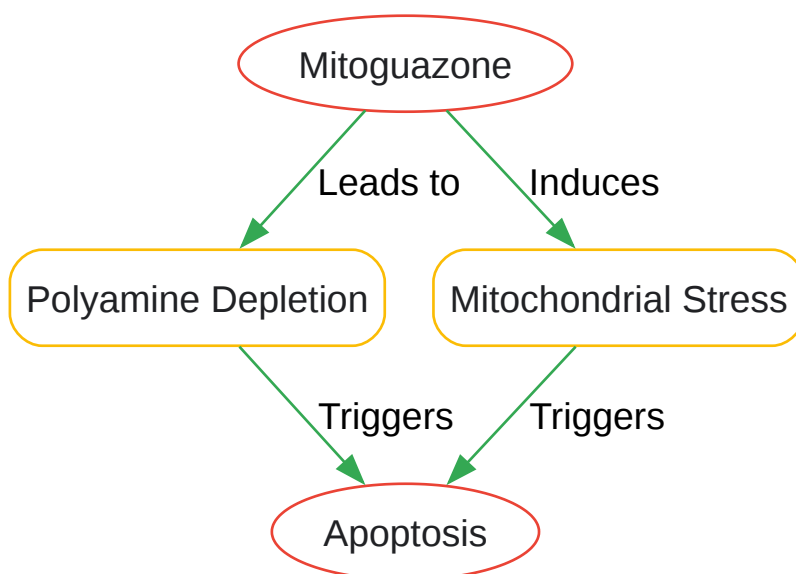 Mitoguazone
Leads to
Induces
Polyamine Depletion
Mitochondrial Stress
Triggers
Triggers
Apoptosis